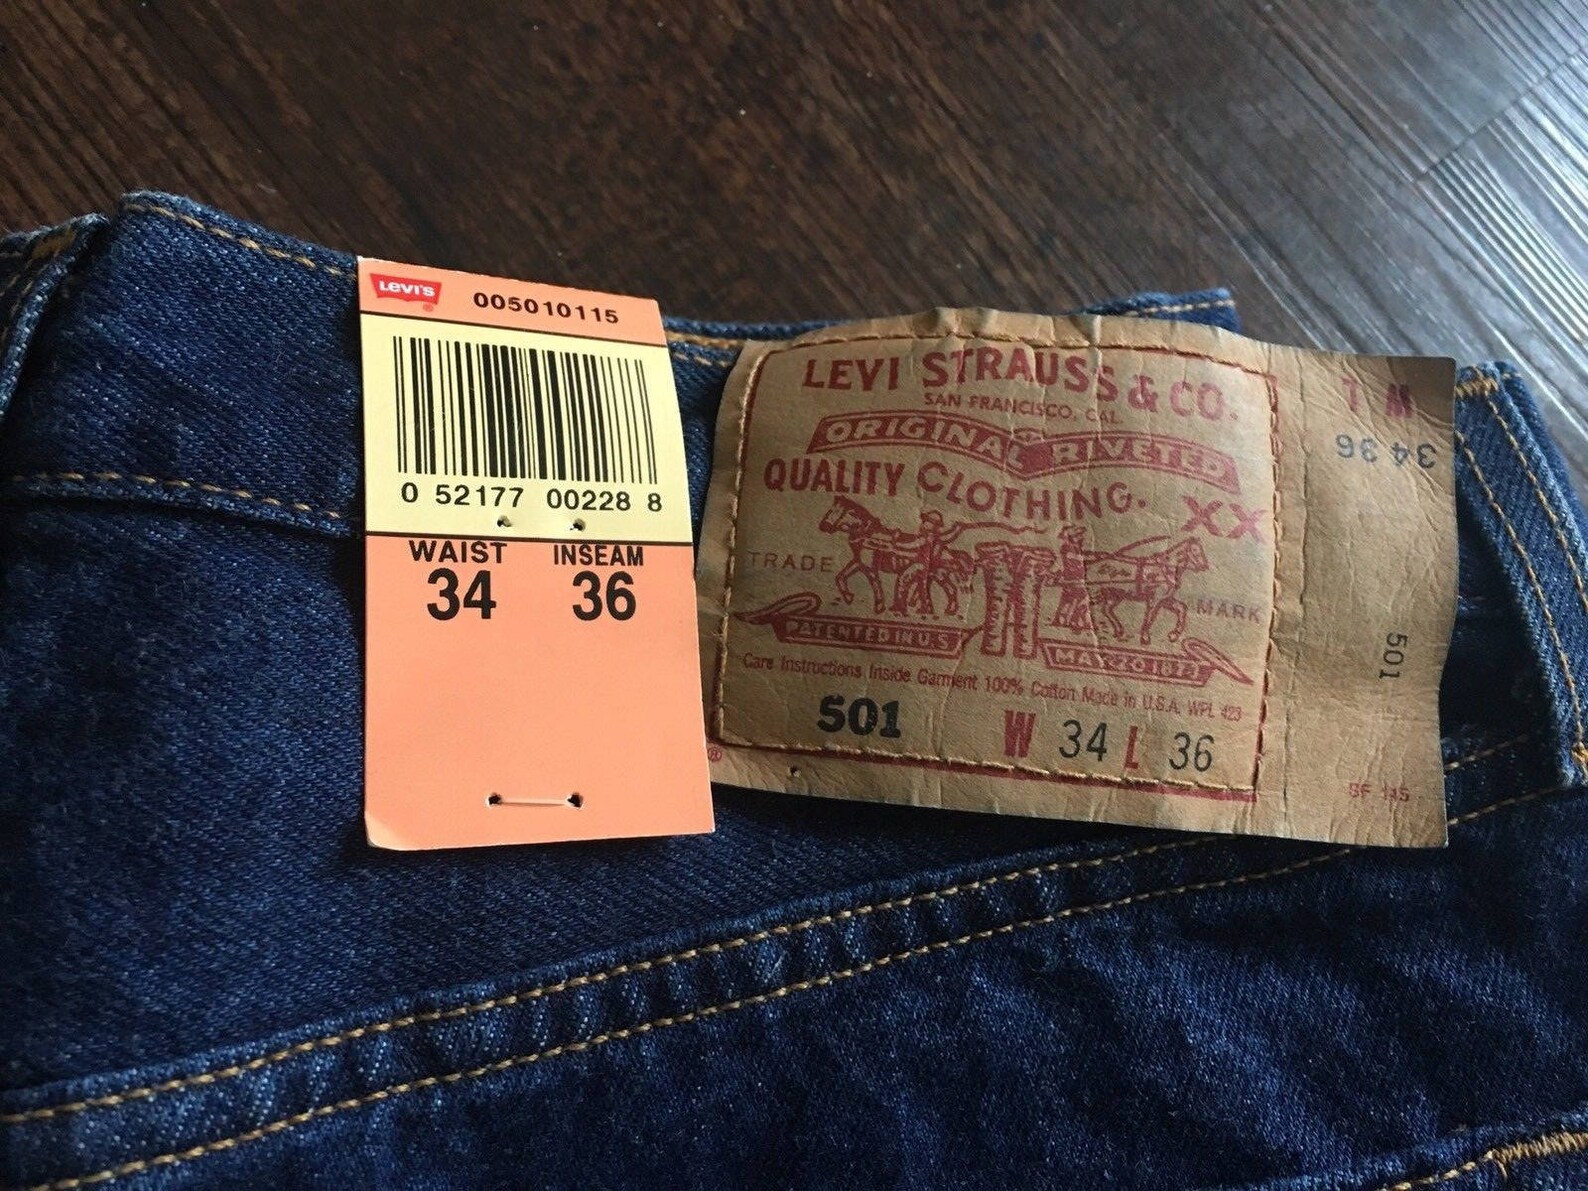 LEVI'S ®
005010115
0 52177 00228 8
WAIST INSEAM
34 36
LEVI STRAUSS & CO.
SAN FRANCISCO, CAL.
ORIGINAL RIVETED
QUALITY CLOTHING.
XX
TRADE MARK
PATENTED IN U.S
MAY 20 1873
Care Instructions Inside Garment 100% Cotton Made in U.S.A. WPL 423
501 W 34 L 36
®
W L
34 36
501